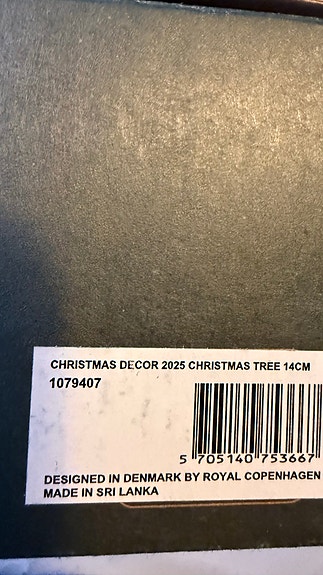 CHRISTMAS DECOR 2025 CHRISTMAS TREE 14CM
1079407
5 705140 753667
DESIGNED IN DENMARK BY ROYAL COPENHAGEN
MADE IN SRI LANKA